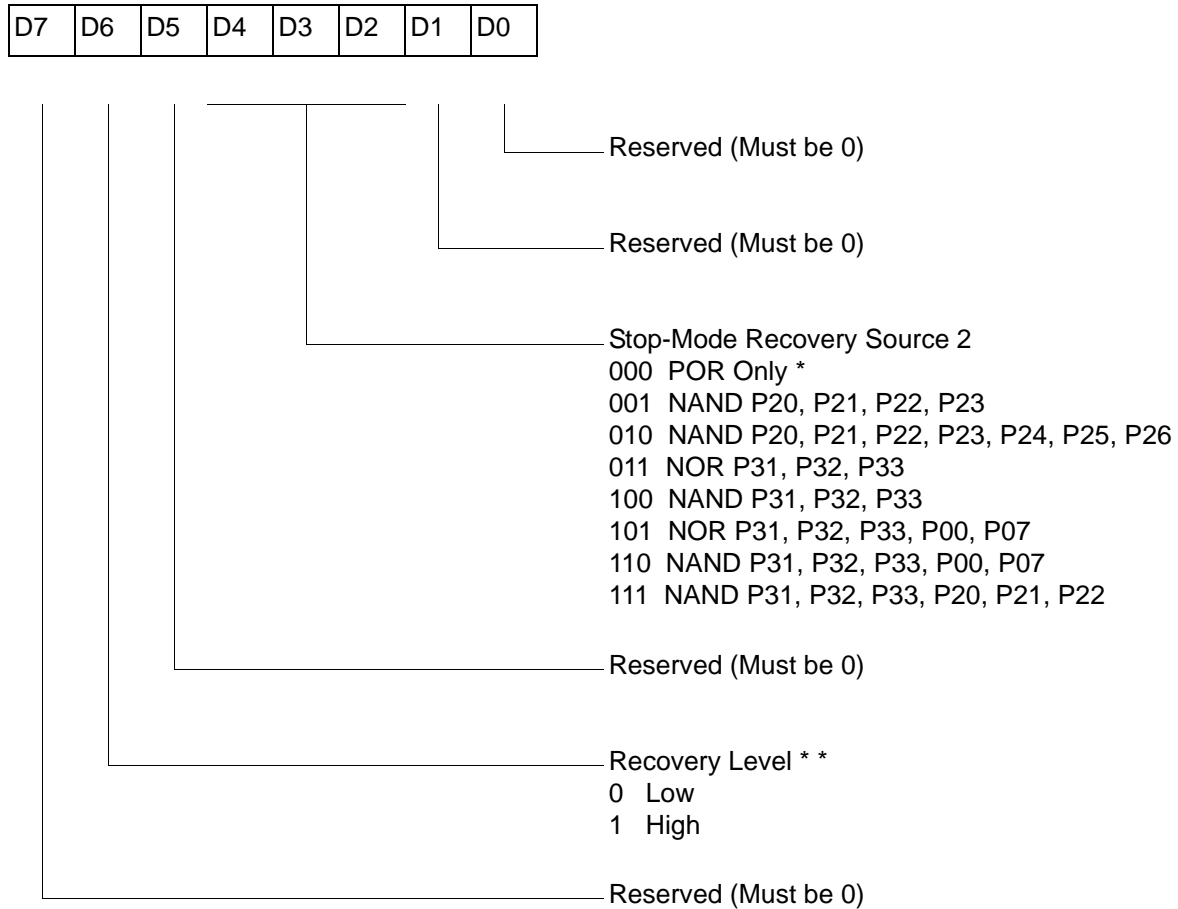 D7 D6 D5 D4 D3 D2 D1 D0
Reserved (Must be 0)
Reserved (Must be 0)
Stop-Mode Recovery Source 2
000 POR Only *
001 NAND P20, P21, P22, P23
010 NAND P20, P21, P22, P23, P24, P25, P26
011 NOR P31, P32, P33
100 NAND P31, P32, P33
101 NOR P31, P32, P33, P00, P07
110 NAND P31, P32, P33, P00, P07
111 NAND P31, P32, P33, P20, P21, P22
Reserved (Must be 0)
Recovery Level * *
0 Low
1 High
Reserved (Must be 0)